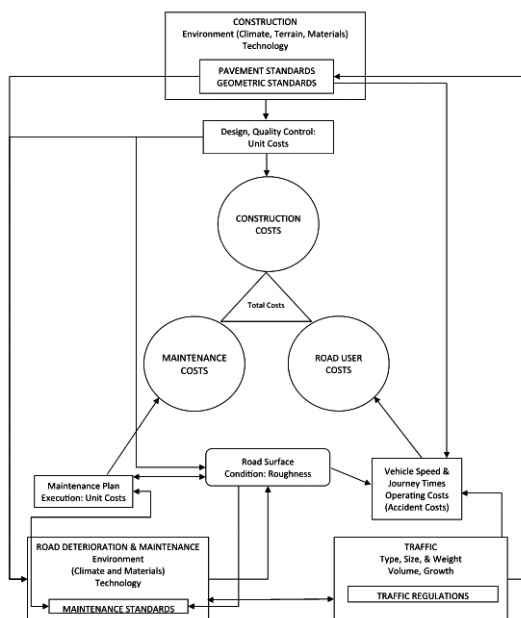 CONSTRUCTION
Environment (Climate, Terrain, Materials)
Technology
PAVEMENT STANDARDS
GEOMETRIC STANDARDS
Design, Quality Control:
Unit Costs
CONSTRUCTION
COSTS
Total Costs
MAINTENANCE
COSTS
ROAD USER
COSTS
Road Surface
Condition: Roughness
Maintenance Plan
Execution: Unit Costs
Vehicle Speed &
Journey Times
Operating Costs
(Accident Costs)
ROAD DETERIORATION & MAINTENANCE
Environment
(Climate and Materials)
Technology
MAINTENANCE STANDARDS
TRAFFIC
Type, Size, & Weight
Volume, Growth
TRAFFIC REGULATIONS